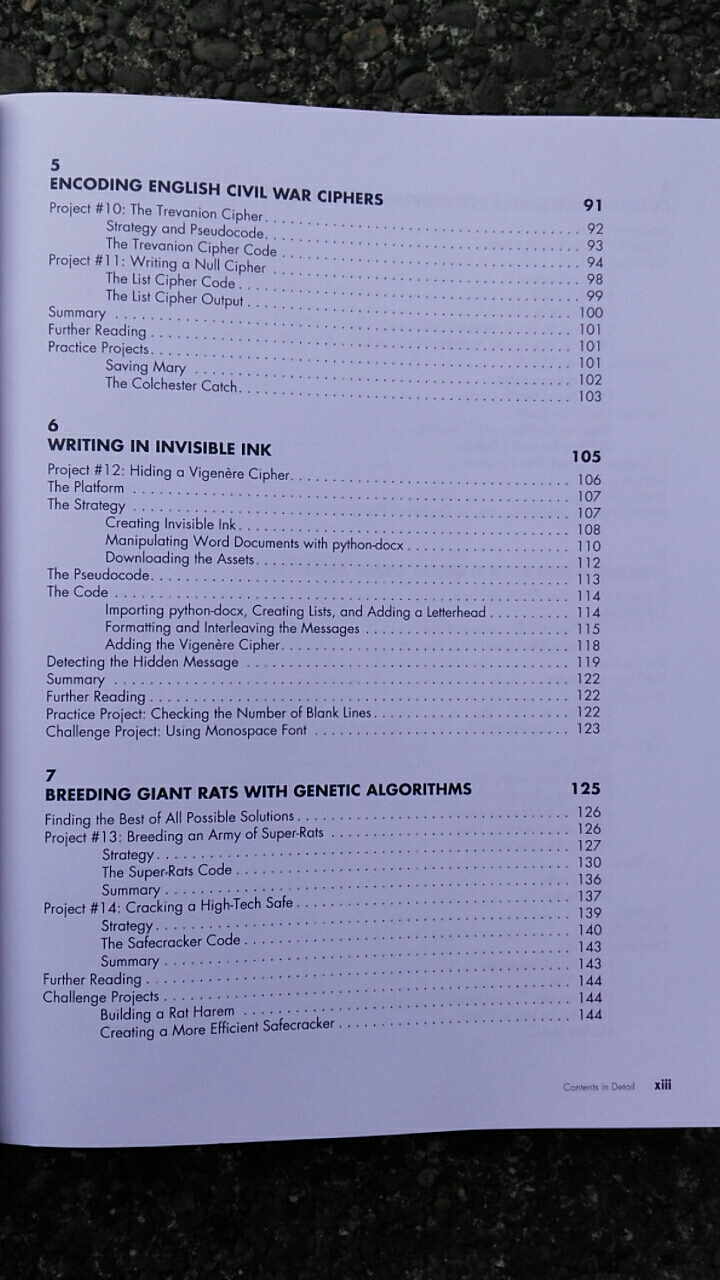 5
ENCODING ENGLISH CIVIL WAR CIPHERS 91
Project #10: The Trevanion Cipher 92
Strategy and Pseudocode 93
The Trevanion Cipher Code 94
Project #11: Writing a Null Cipher 98
The List Cipher Code 99
The List Cipher Output 100
Summary 101
Further Reading 101
Practice Projects 101
Saving Mary 102
The Colchester Catch 103
6
WRITING IN INVISIBLE INK 105
Project #12: Hiding a Vigenère Cipher 106
The Platform 107
The Strategy 107
Creating Invisible Ink 108
Manipulating Word Documents with python-docx 110
Downloading the Assets 112
The Pseudocode 113
The Code 114
Importing python-docx, Creating Lists, and Adding a Letterhead 114
Formatting and Interleaving the Messages 115
Adding the Vigenère Cipher 118
Detecting the Hidden Message 119
Summary 122
Further Reading 122
Practice Project: Checking the Number of Blank Lines 122
Challenge Project: Using Monospace Font 123
7
BREEDING GIANT RATS WITH GENETIC ALGORITHMS 125
Finding the Best of All Possible Solutions 126
Project #13: Breeding an Army of Super-Rats 126
Strategy 127
The Super-Rats Code 130
Summary 136
Project #14: Cracking a High-Tech Safe 137
Strategy 139
The Safecracker Code 140
Summary 143
Further Reading 143
Challenge Projects 144
Building a Rat Harem 144
Creating a More Efficient Safecracker 144
Contents in Detail xiii